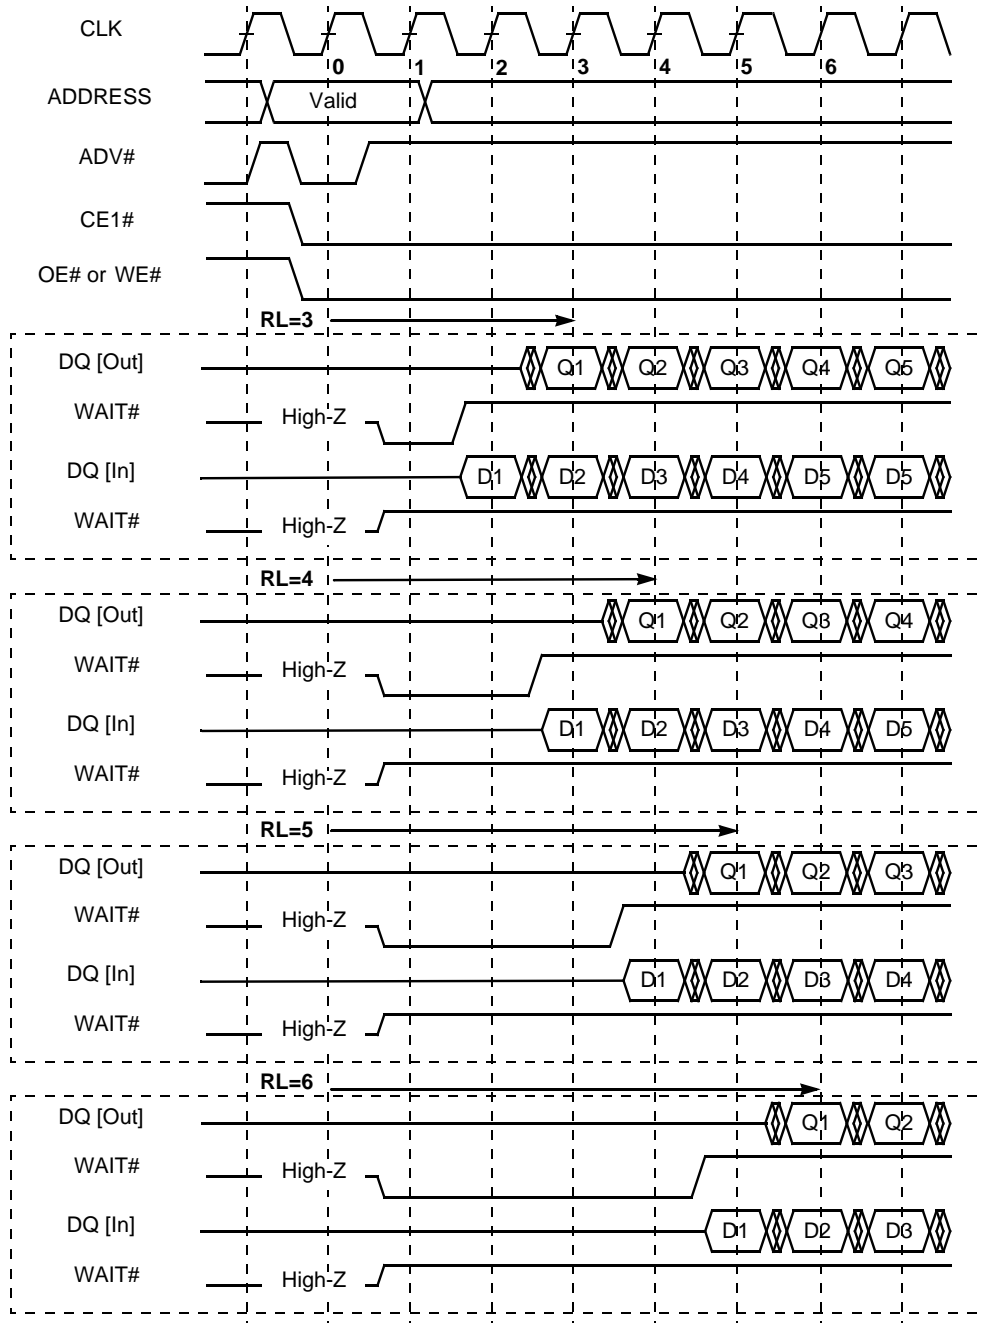 CLK
0 1 2 3 4 5 6
ADDRESS Valid
ADV#
CE1#
OE# or WE#
RL=3
DQ [Out] Q1 Q2 Q3 Q4 Q5
WAIT# High-Z
DQ [In] D1 D2 D3 D4 D5 D5
WAIT# High-Z
RL=4
DQ [Out] Q1 Q2 Q3 Q4
WAIT# High-Z
DQ [In] D1 D2 D3 D4 D5
WAIT# High-Z
RL=5
DQ [Out] Q1 Q2 Q3
WAIT# High-Z
DQ [In] D1 D2 D3 D4
WAIT# High-Z
RL=6
DQ [Out] Q1 Q2
WAIT# High-Z
DQ [In] D1 D2 D3
WAIT# High-Z